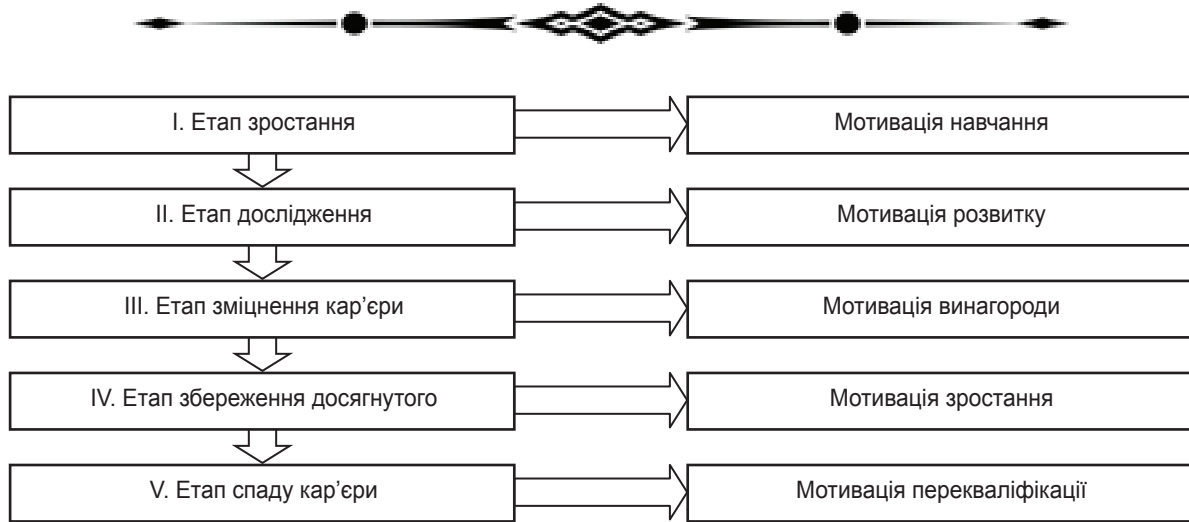 I. Етап зростання
Мотивація навчання
II. Етап дослідження
Мотивація розвитку
III. Етап зміцнення кар’єри
Мотивація винагороди
IV. Етап збереження досягнутого
Мотивація зростання
V. Етап спаду кар’єри
Мотивація перекваліфікації